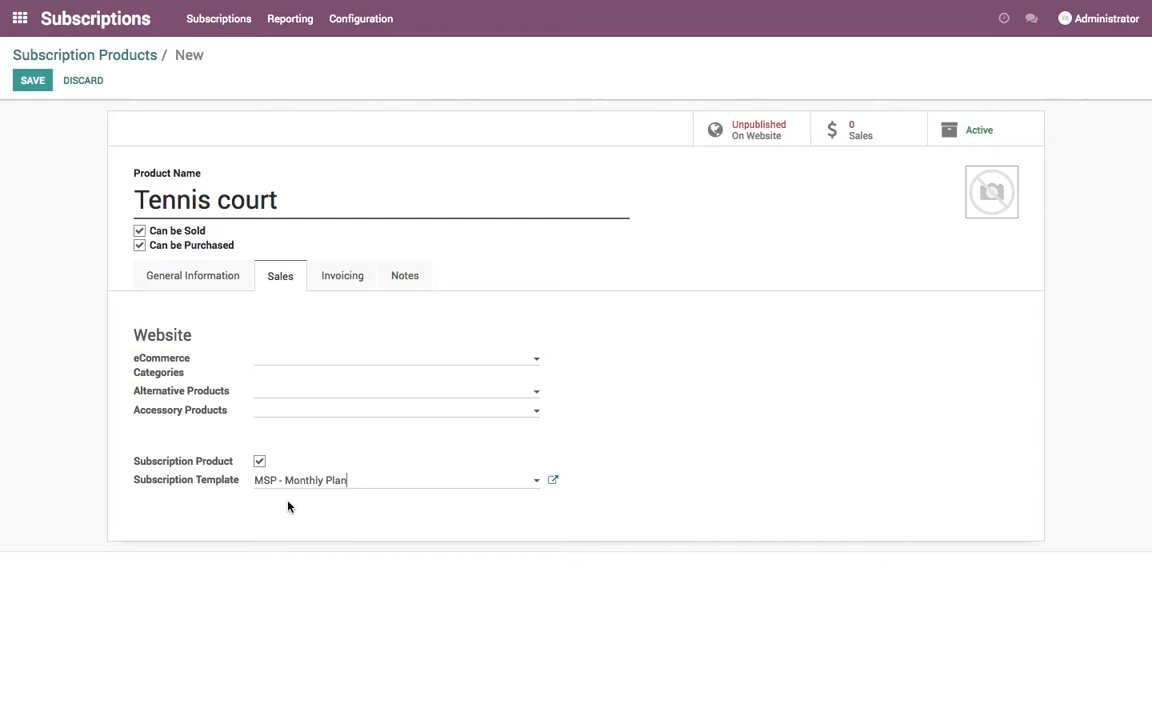 Subscriptions Subscriptions Reporting Configuration Administrator
Subscription Products / New
SAVE DISCARD
Unpublished
On Website
0
Sales
Active
Product Name
Tennis court
Can be Sold
Can be Purchased
General Information Sales Invoicing Notes
Website
eCommerce
Categories
Alternative Products
Accessory Products
Subscription Product
Subscription Template MSP - Monthly Plan